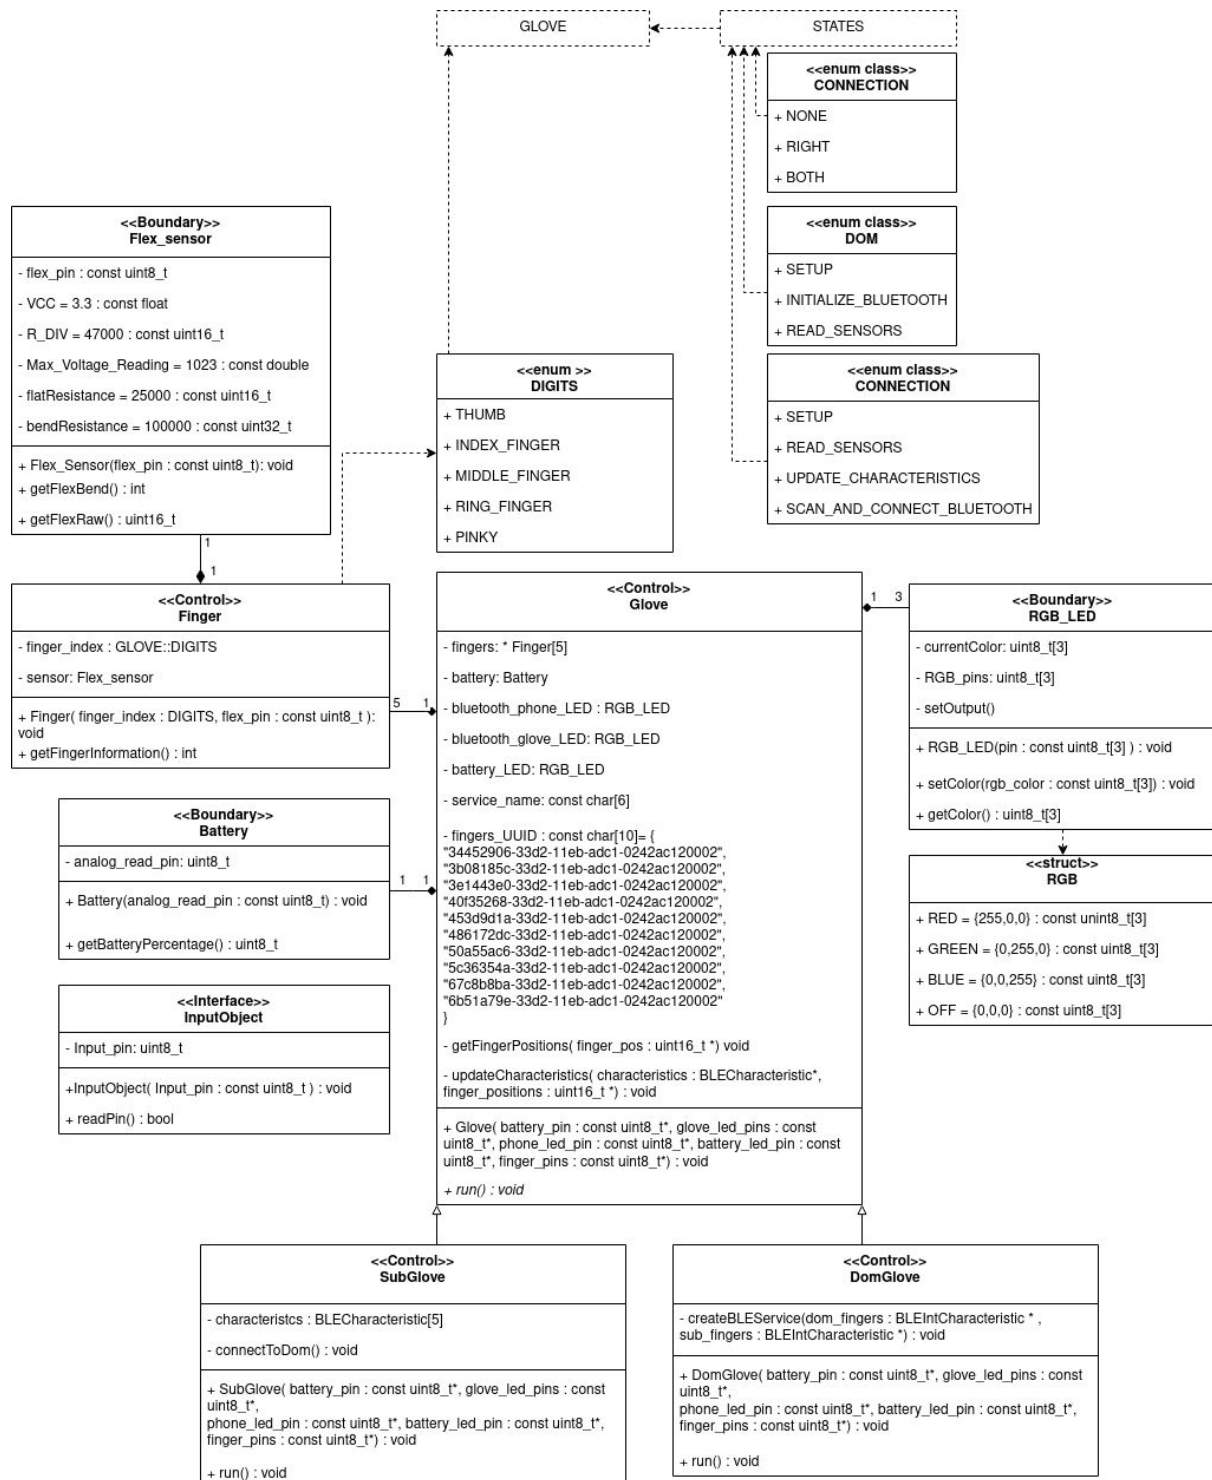 GLOVE
STATES
<<enum class>>
CONNECTION
+ NONE
+ RIGHT
+ BOTH
<<Boundary>>
Flex_sensor
- flex_pin : const uint8_t
- VCC = 3.3 : const float
- R_DIV = 47000 : const uint16_t
- Max_Voltage_Reading = 1023 : const double
- flatResistance = 25000 : const uint16_t
- bendResistance = 100000 : const uint32_t
+ Flex_Sensor(flex_pin : const uint8_t): void
+ getFlexBend() : int
+ getFlexRaw() : uint16_t
1
1
<<enum class>>
DOM
+ SETUP
+ INITIALIZE_BLUETOOTH
+ READ_SENSORS
<<enum >>
DIGITS
+ THUMB
+ INDEX_FINGER
+ MIDDLE_FINGER
+ RING_FINGER
+ PINKY
<<enum class>>
CONNECTION
+ SETUP
+ READ_SENSORS
+ UPDATE_CHARACTERISTICS
+ SCAN_AND_CONNECT_BLUETOOTH
<<Control>>
Finger
- finger_index : GLOVE::DIGITS
- sensor: Flex_sensor
+ Finger( finger_index : DIGITS, flex_pin : const uint8_t ):
void
+ getFingerInformation() : int
5 1
<<Control>>
Glove
- fingers: * Finger[5]
- battery: Battery
- bluetooth_phone_LED : RGB_LED
- bluetooth_glove_LED: RGB_LED
- battery_LED: RGB_LED
- service_name: const char[6]
- fingers_UUID : const char[10]= {
"34452906-33d2-11eb-adc1-0242ac120002",
"3b08185c-33d2-11eb-adc1-0242ac120002",
"3e1443e0-33d2-11eb-adc1-0242ac120002",
"40f35268-33d2-11eb-adc1-0242ac120002",
"453d9d1a-33d2-11eb-adc1-0242ac120002",
"486172dc-33d2-11eb-adc1-0242ac120002",
"50a55ac6-33d2-11eb-adc1-0242ac120002",
"5c36354a-33d2-11eb-adc1-0242ac120002",
"67c8b8ba-33d2-11eb-adc1-0242ac120002",
"6b51a79e-33d2-11eb-adc1-0242ac120002"
}
- getFingerPositions( finger_pos : uint16_t *) void
- updateCharacteristics( characteristics : BLECharacteristic*,
finger_positions : uint16_t *) : void
+ Glove( battery_pin : const uint8_t*, glove_led_pins : const
uint8_t*, phone_led_pin : const uint8_t*, battery_led_pin : const
uint8_t*, finger_pins : const uint8_t*) : void
+ run() : void
1 3
<<Boundary>>
RGB_LED
- currentColor: uint8_t[3]
- RGB_pins: uint8_t[3]
- setOutput()
+ RGB_LED(pin : const uint8_t[3] ) : void
+ setColor(rgb_color : const uint8_t[3]) : void
+ getColor() : uint8_t[3]
<<Boundary>>
Battery
- analog_read_pin: uint8_t
+ Battery(analog_read_pin : const uint8_t) : void
+ getBatteryPercentage() : uint8_t
1 1
<<struct>>
RGB
+ RED = {255,0,0} : const unint8_t[3]
+ GREEN = {0,255,0} : const uint8_t[3]
+ BLUE = {0,0,255} : const uint8_t[3]
+ OFF = {0,0,0} : const uint8_t[3]
<<Interface>>
InputObject
- Input_pin: uint8_t
+InputObject( Input_pin : const uint8_t ) : void
+ readPin() : bool
<<Control>>
SubGlove
- characteristcs : BLECharacteristic[5]
- connectToDom() : void
+ SubGlove( battery_pin : const uint8_t*, glove_led_pins : const
uint8_t*,
phone_led_pin : const uint8_t*, battery_led_pin : const uint8_t*,
finger_pins : const uint8_t*) : void
+ run() : void
<<Control>>
DomGlove
- createBLEService(dom_fingers : BLEIntCharacteristic * ,
sub_fingers : BLEIntCharacteristic *) : void
+ DomGlove( battery_pin : const uint8_t*, glove_led_pins : const
uint8_t*,
phone_led_pin : const uint8_t*, battery_led_pin : const uint8_t*,
finger_pins : const uint8_t*) : void
+ run() : void